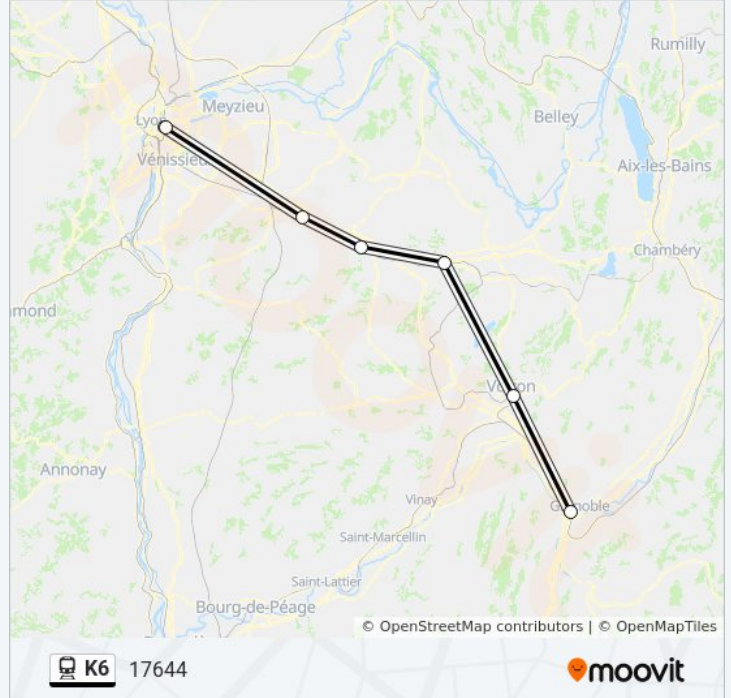 Rumilly
Meyzieu
Lyon
Belley
Vénissieu
Aix-les-Bains
Chambéry
mond
Voiron
Annonay
Vinay
Grenoble
Saint-Marcellin
Saint-Lattier
Bourg-de-Péage
© OpenStreetMap contributors | © OpenMapTiles
K6 17644
moovit